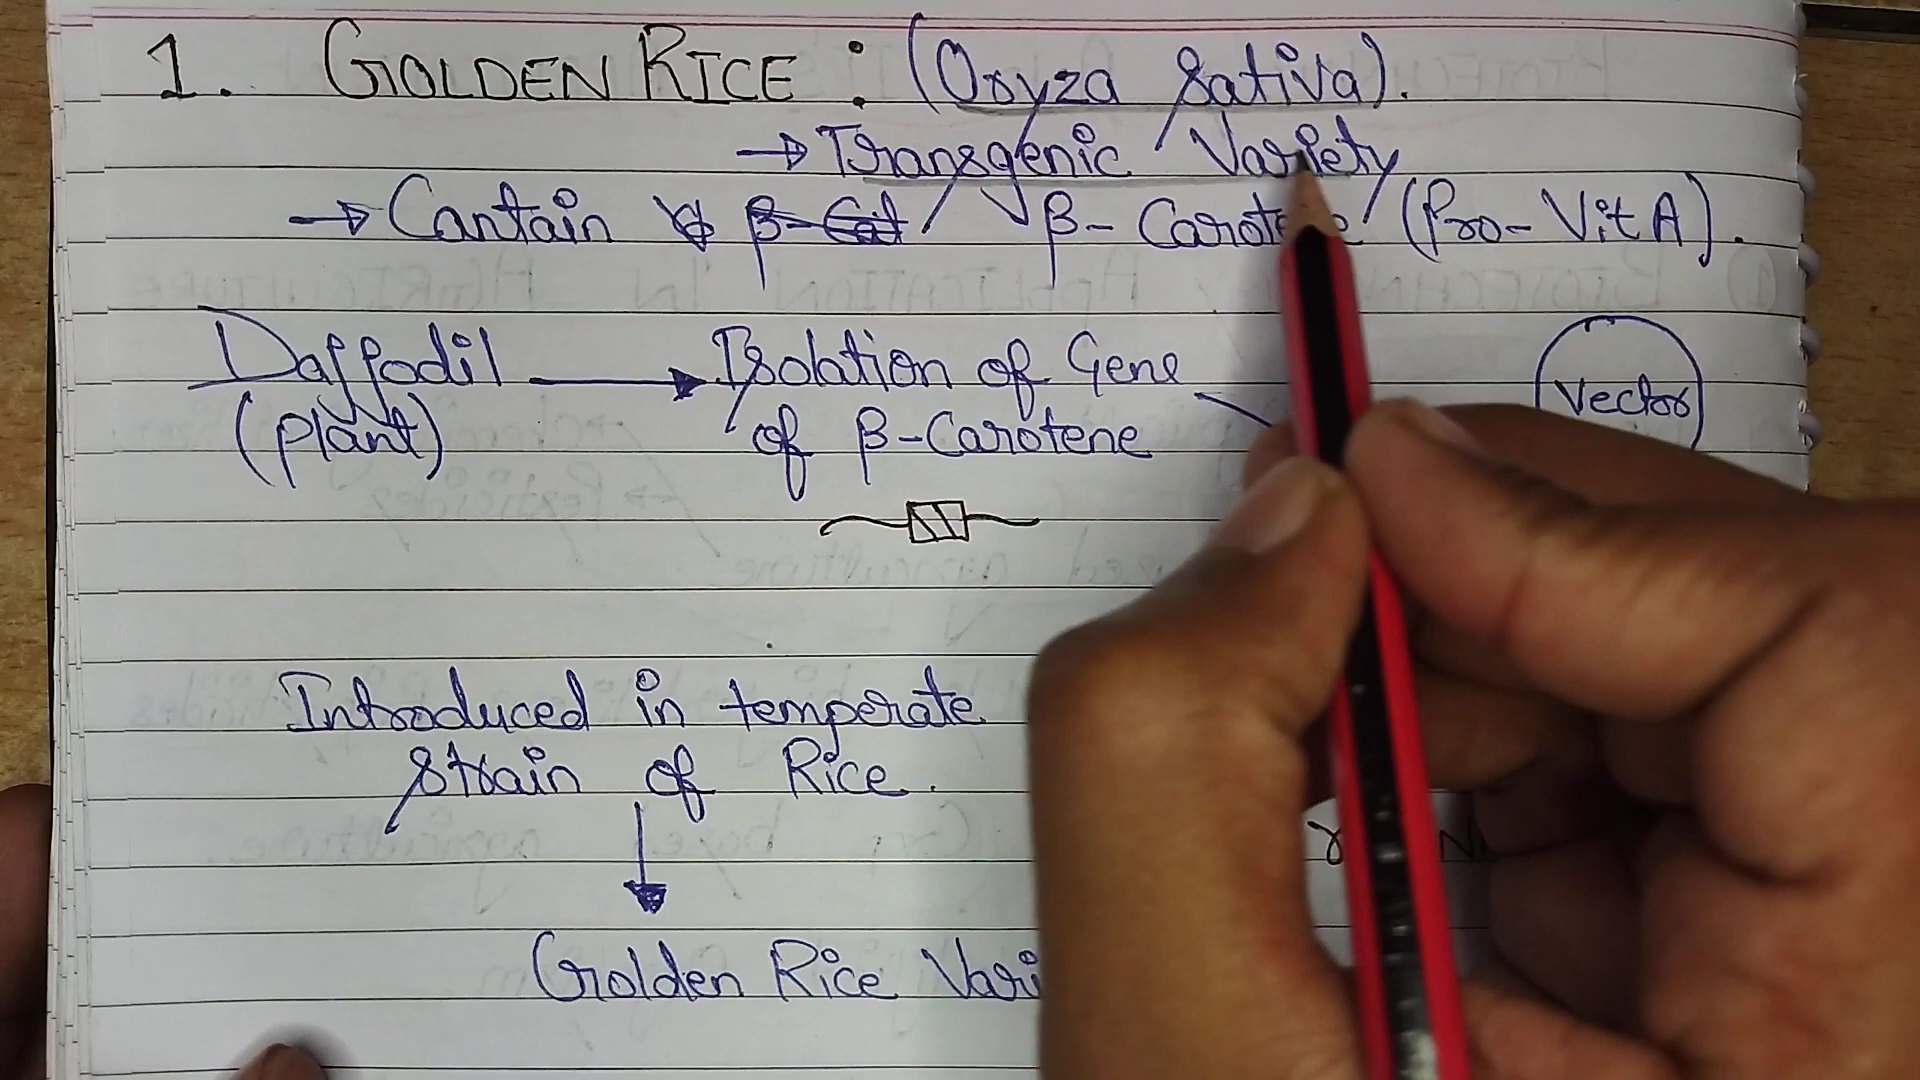 1. GOLDEN RICE : (Oryza Sativa).
→ Transgenic Variety
→ Cantain β- Carotene (Pro-Vit A).
Daffodil → Isolation of Gene
(plant) of β-Carotene
Vector
Introduced in temperate
Strain of Rice.
↓
Golden Rice Vari